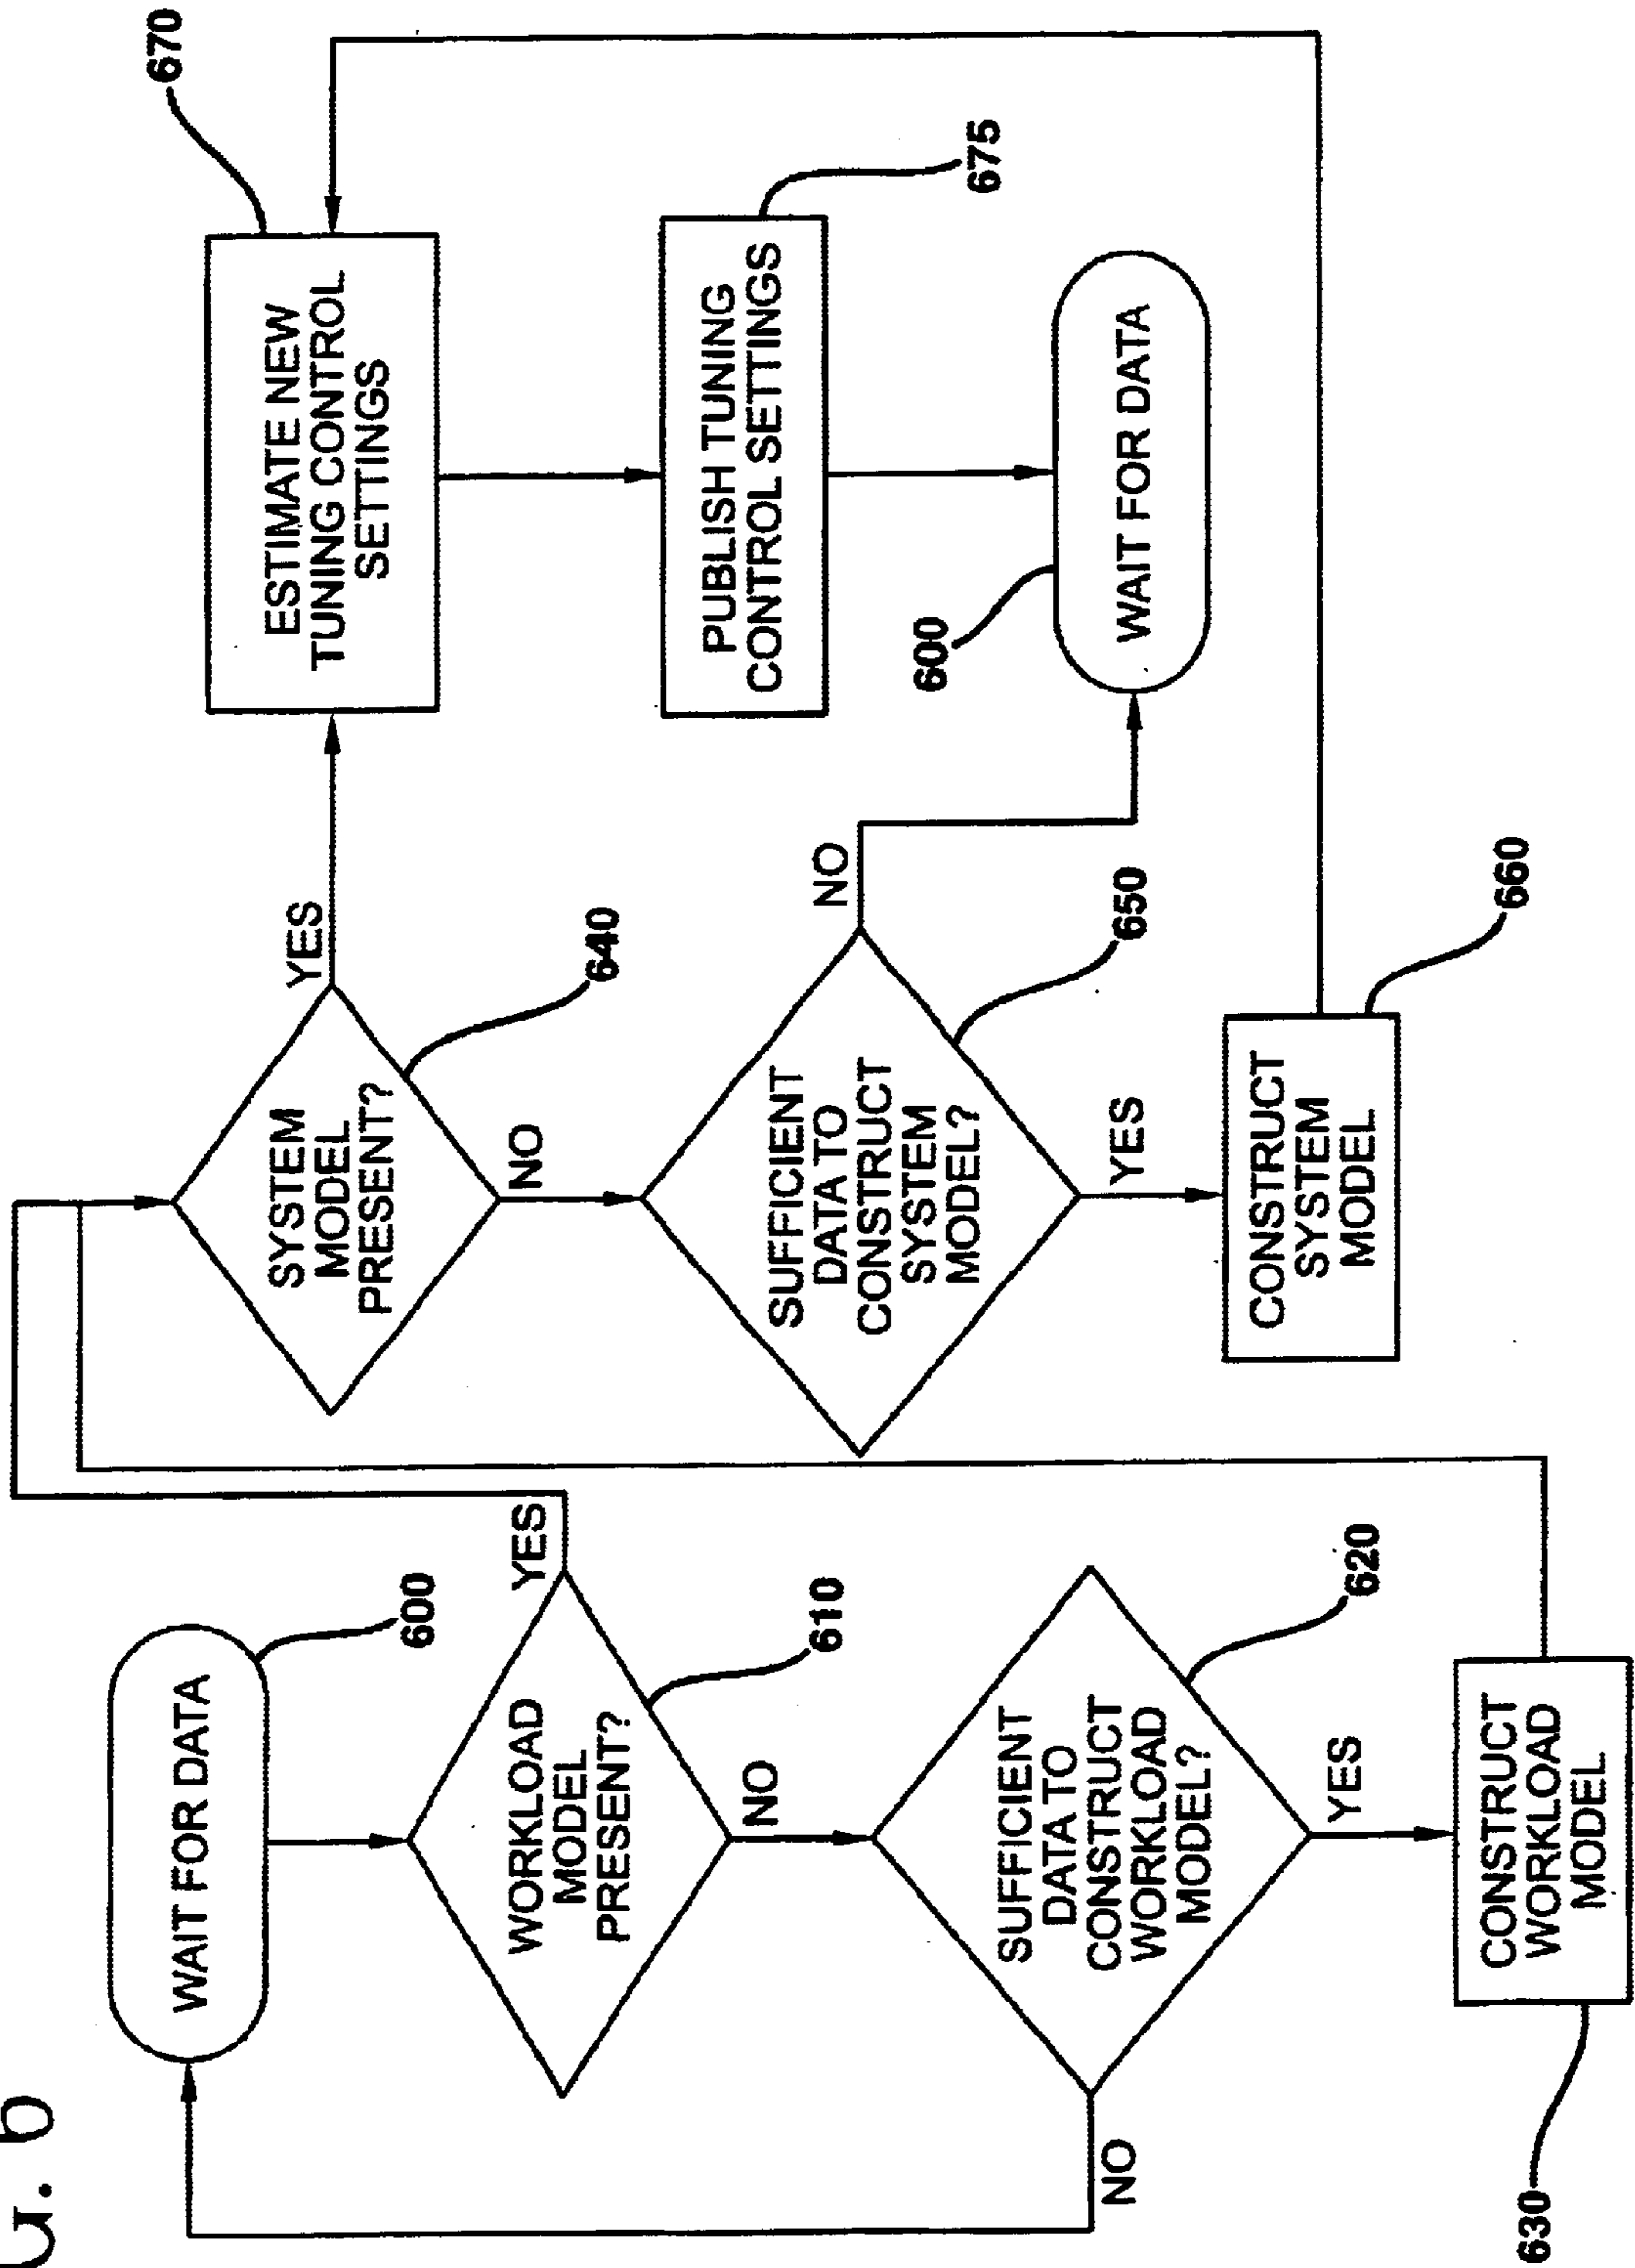 G. 6
WAIT FOR DATA
600
WORKLOAD
MODEL
PRESENT?
610
YES
NO
SUFFICIENT
DATA TO
CONSTRUCT
WORKLOAD
MODEL?
620
NO
YES
CONSTRUCT
WORKLOAD
MODEL
630
SYSTEM
MODEL
PRESENT?
640
YES
NO
SUFFICIENT
DATA TO
CONSTRUCT
SYSTEM
MODEL?
650
NO
YES
CONSTRUCT
SYSTEM
MODEL
660
ESTIMATE NEW
TUNING CONTROL
SETTINGS
670
PUBLISH TUNING
CONTROL SETTINGS
675
WAIT FOR DATA
600